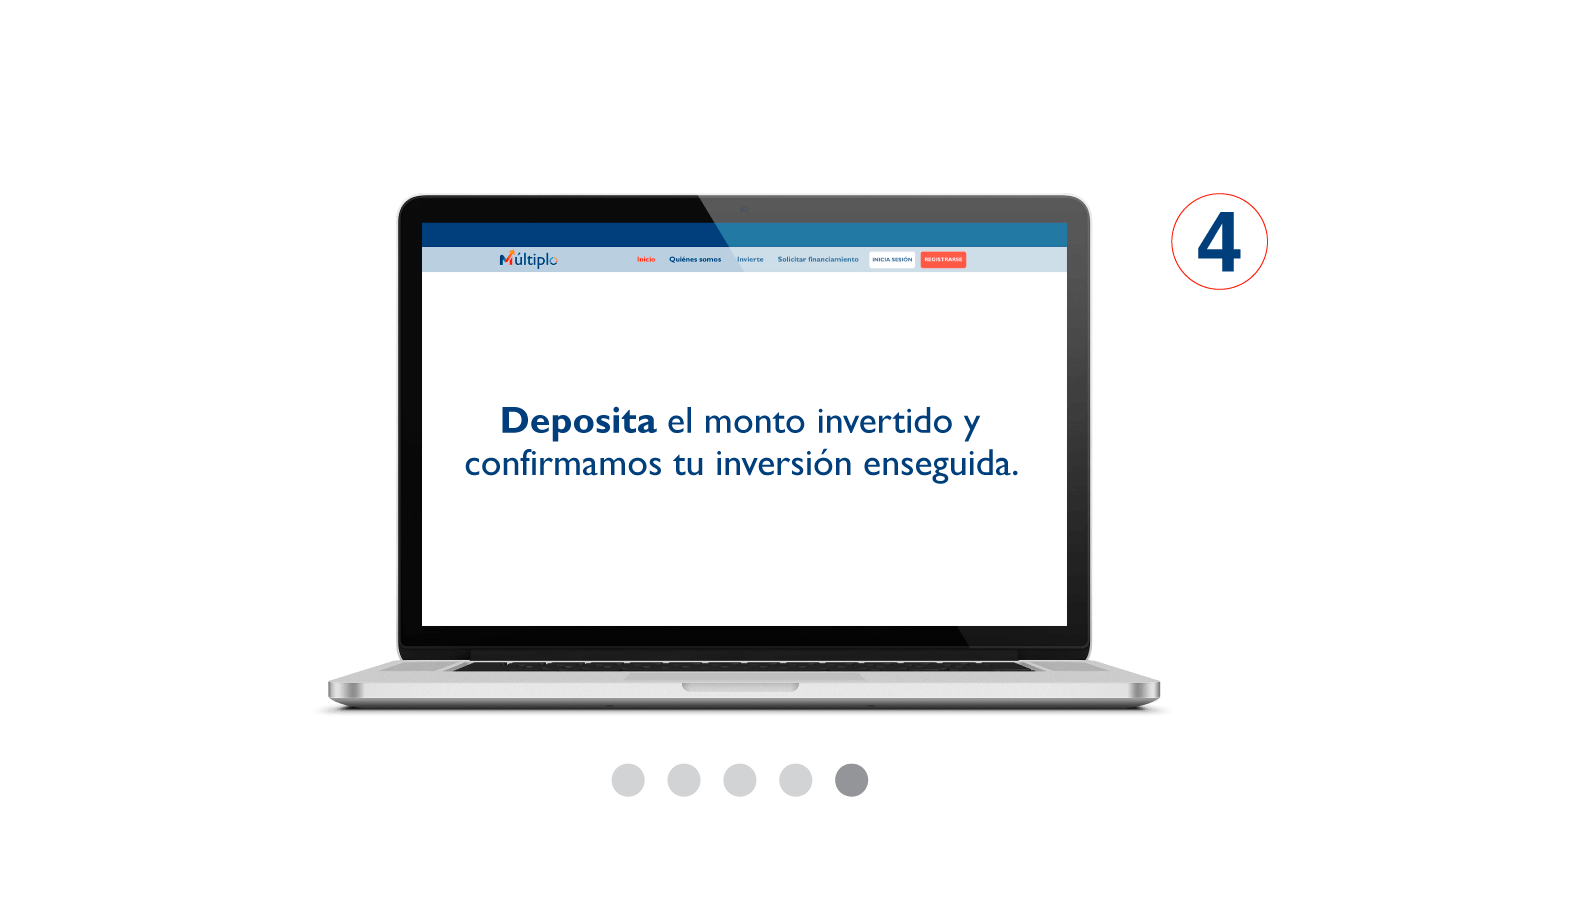 Múltiplo
Inicio
Quiénes somos
Invierte
Solicitar financiamiento
INICIA SESIÓN
REGISTRARSE
4
Deposita el monto invertido y
confirmamos tu inversión enseguida.